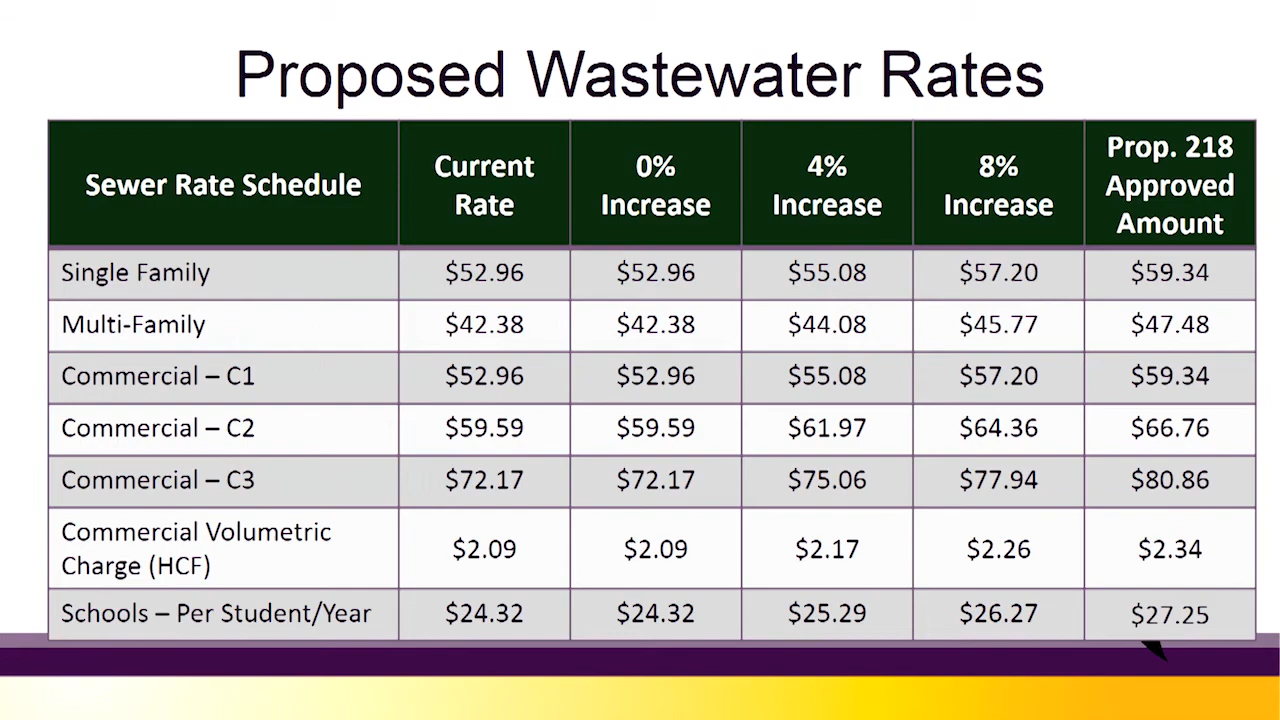 Proposed Wastewater Rates
Sewer Rate Schedule
Current
Rate
0%
Increase
4%
Increase
8%
Increase
Prop. 218
Approved
Amount
Single Family $52.96 $52.96 $55.08 $57.20 $59.34
Multi-Family $42.38 $42.38 $44.08 $45.77 $47.48
Commercial – C1 $52.96 $52.96 $55.08 $57.20 $59.34
Commercial – C2 $59.59 $59.59 $61.97 $64.36 $66.76
Commercial – C3 $72.17 $72.17 $75.06 $77.94 $80.86
Commercial Volumetric
Charge (HCF) $2.09 $2.09 $2.17 $2.26 $2.34
Schools – Per Student/Year $24.32 $24.32 $25.29 $26.27 $27.25